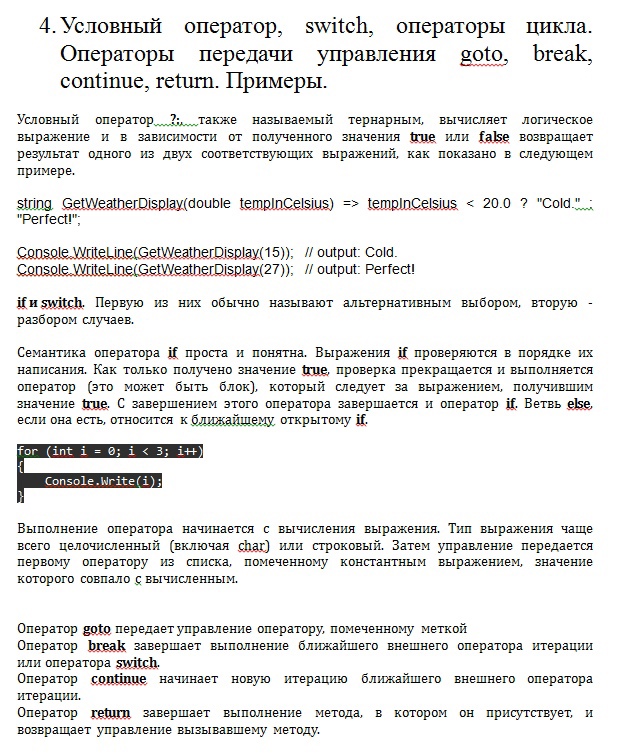 4. Условный оператор, switch, операторы цикла.
Операторы передачи управления goto, break,
continue, return. Примеры.
Условный оператор ?:, также называемый тернарным, вычисляет логическое
выражение и в зависимости от полученного значения true или false возвращает
результат одного из двух соответствующих выражений, как показано в следующем
примере.
string GetWeatherDisplay(double tempInCelsius) => tempInCelsius < 20.0 ? "Cold." :
"Perfect!";
Console.WriteLine(GetWeatherDisplay(15)); // output: Cold.
Console.WriteLine(GetWeatherDisplay(27)); // output: Perfect!
if и switch. Первую из них обычно называют альтернативным выбором, вторую -
разбором случаев.
Семантика оператора if проста и понятна. Выражения if проверяются в порядке их
написания. Как только получено значение true, проверка прекращается и выполняется
оператор (это может быть блок), который следует за выражением, получившим
значение true. С завершением этого оператора завершается и оператор if. Ветвь else,
если она есть, относится к ближайшему открытому if.
for (int i = 0; i < 3; i++)
{
    Console.Write(i);
}
Выполнение оператора начинается с вычисления выражения. Тип выражения чаще
всего целочисленный (включая char) или строковый. Затем управление передается
первому оператору из списка, помеченному константным выражением, значение
которого совпало с вычисленным.
Оператор goto передает управление оператору, помеченному меткой
Оператор break завершает выполнение ближайшего внешнего оператора итерации
или оператора switch.
Оператор continue начинает новую итерацию ближайшего внешнего оператора
итерации.
Оператор return завершает выполнение метода, в котором он присутствует, и
возвращает управление вызывавшему методу.